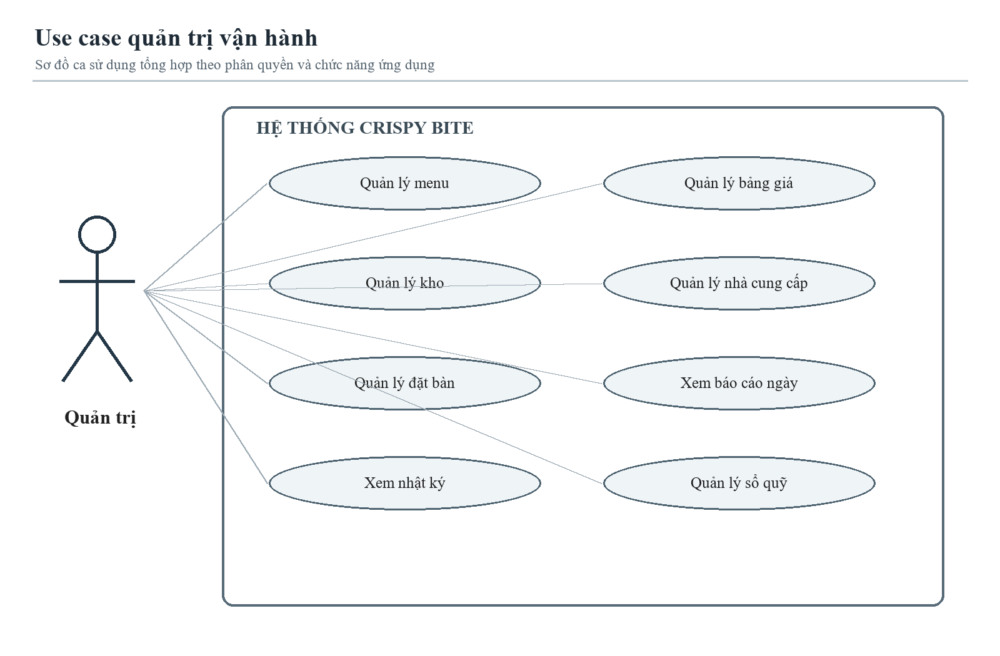 Use case quản trị vận hành
Sơ đồ ca sử dụng tổng hợp theo phân quyền và chức năng ứng dụng
HỆ THỐNG CRISPY BITE
Quản lý menu
Quản lý bảng giá
Quản lý kho
Quản lý nhà cung cấp
Quản lý đặt bàn
Xem báo cáo ngày
Quản trị
Xem nhật ký
Quản lý sổ quỹ